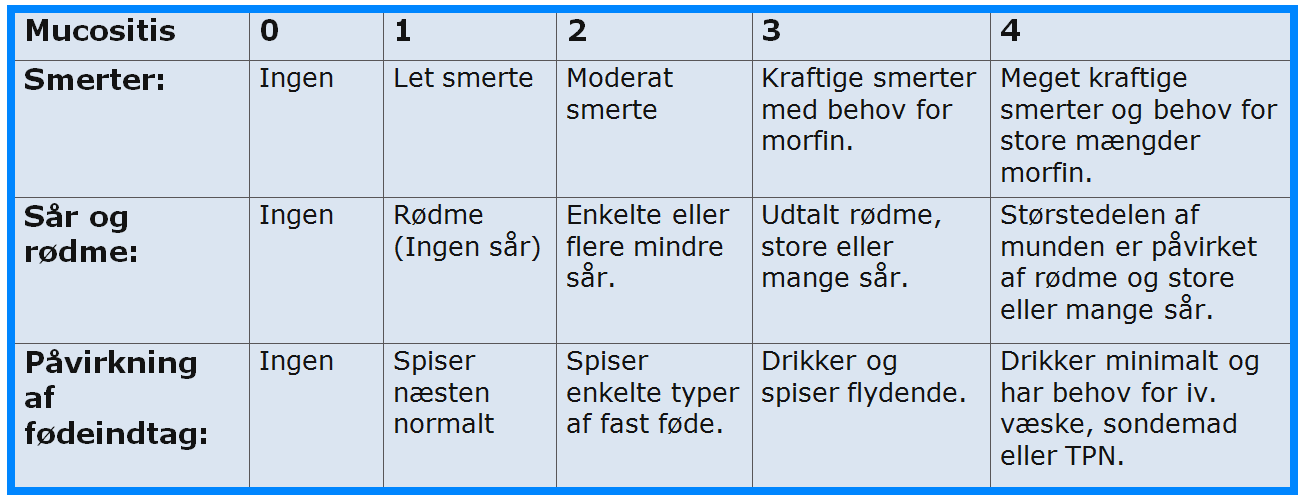 Mucositis 0 1 2 3 4
Smerter:
Ingen
Let smerte
Moderat
smerte
Kraftige smerter
med behov for
morfin.
Meget kraftige
smerter og behov for
store mængder
morfin.
Sår og
rødme:
Ingen
Rødme
(Ingen sår)
Enkelte eller
flere mindre
sår.
Udtalt rødme,
store eller
mange sår.
Størstedelen af
munden er påvirket
af rødme og store
eller mange sår.
Påvirkning
af
fødeindtag:
Ingen
Spiser
næsten
normalt
Spiser
enkelte typer
af fast føde.
Drikker og
spiser flydende.
Drikker minimalt og
har behov for iv.
væske, sondemad
eller TPN.